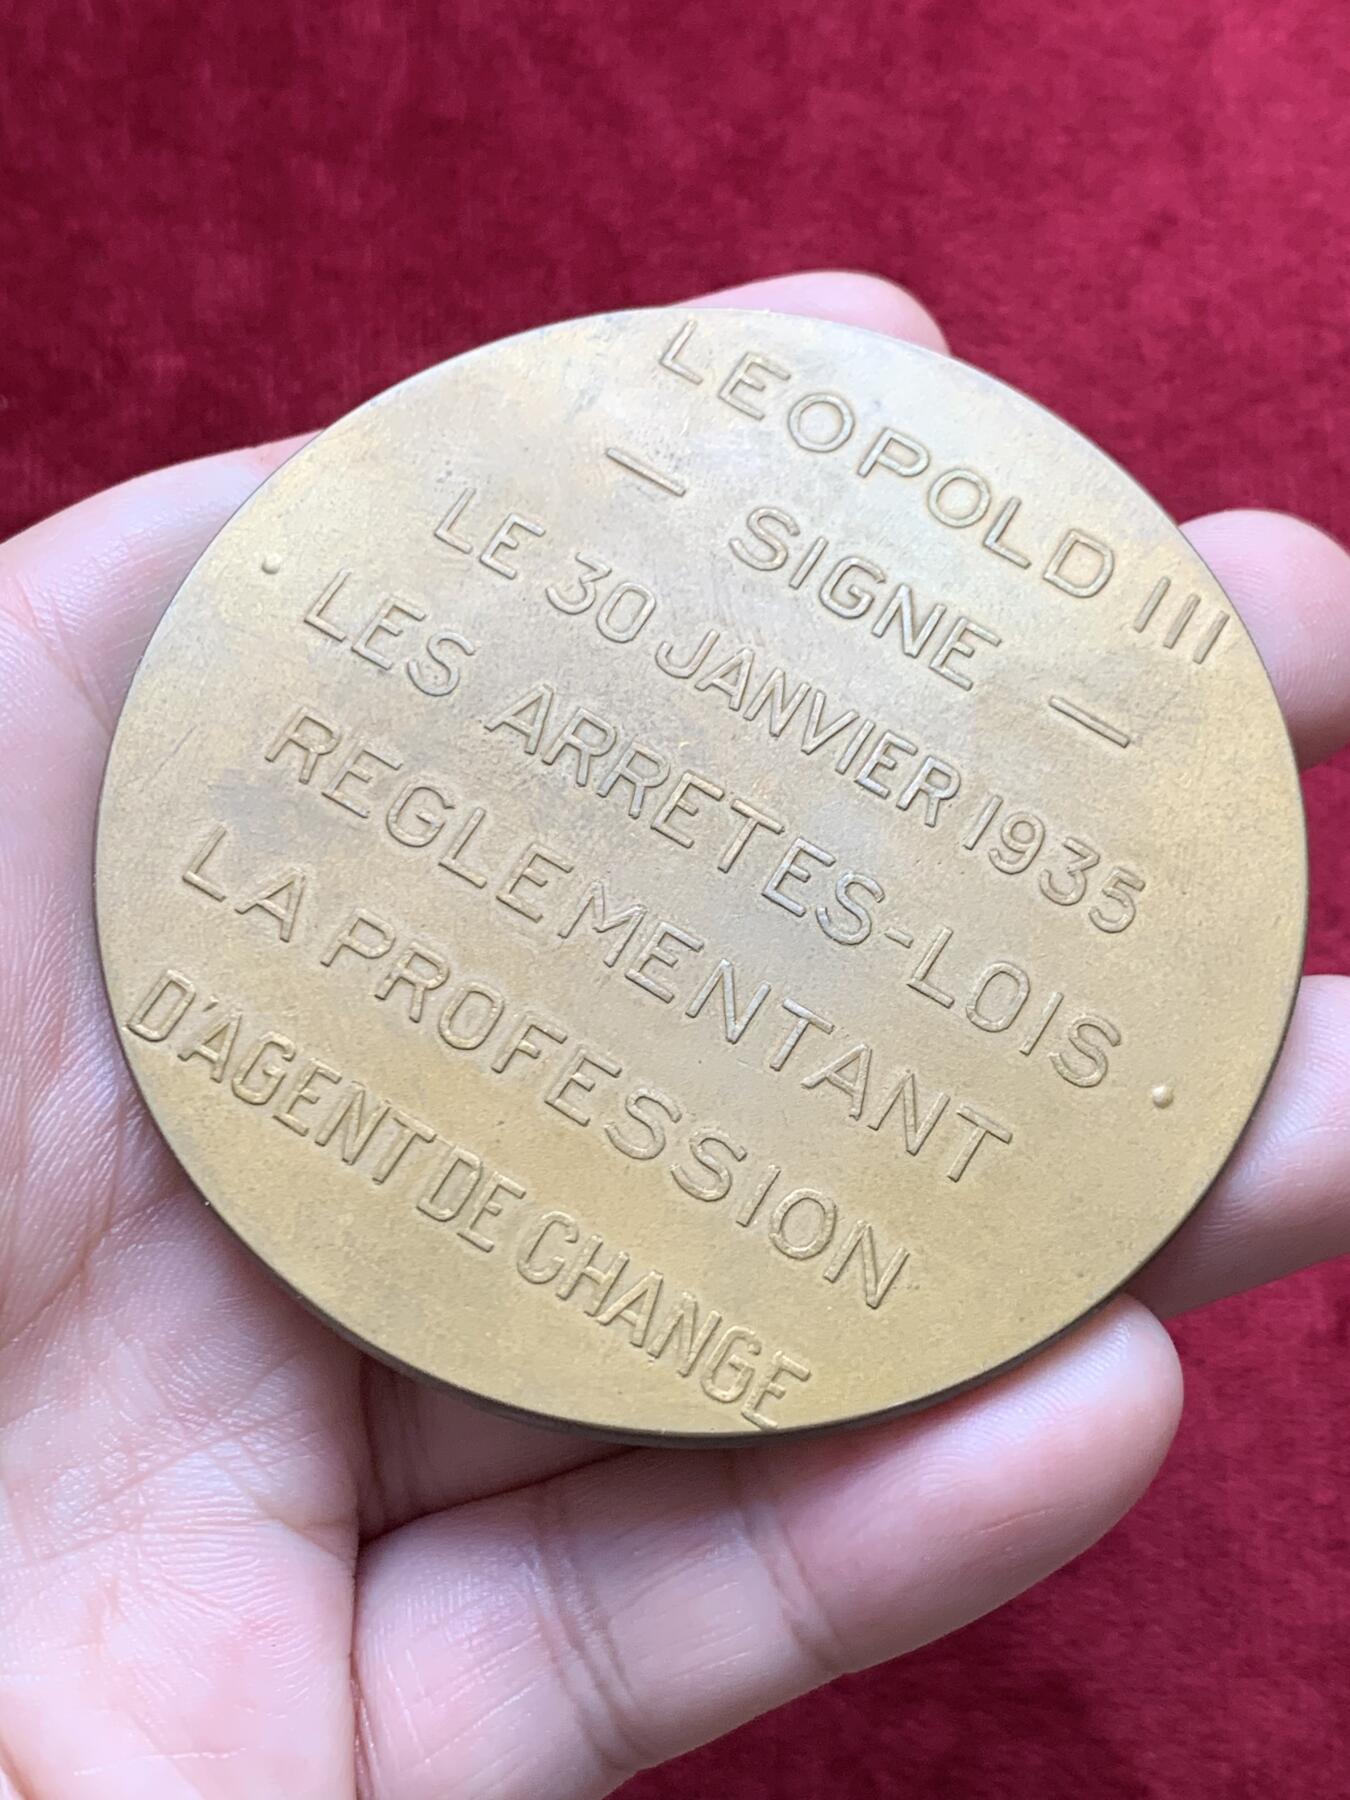 LEOPOLD III
— SIGNE —
LE 30 JANVIER 1935
· LES ARRETES-LOIS ·
REGLEMENTANT
LA PROFESSION
D'AGENT DE CHANGE